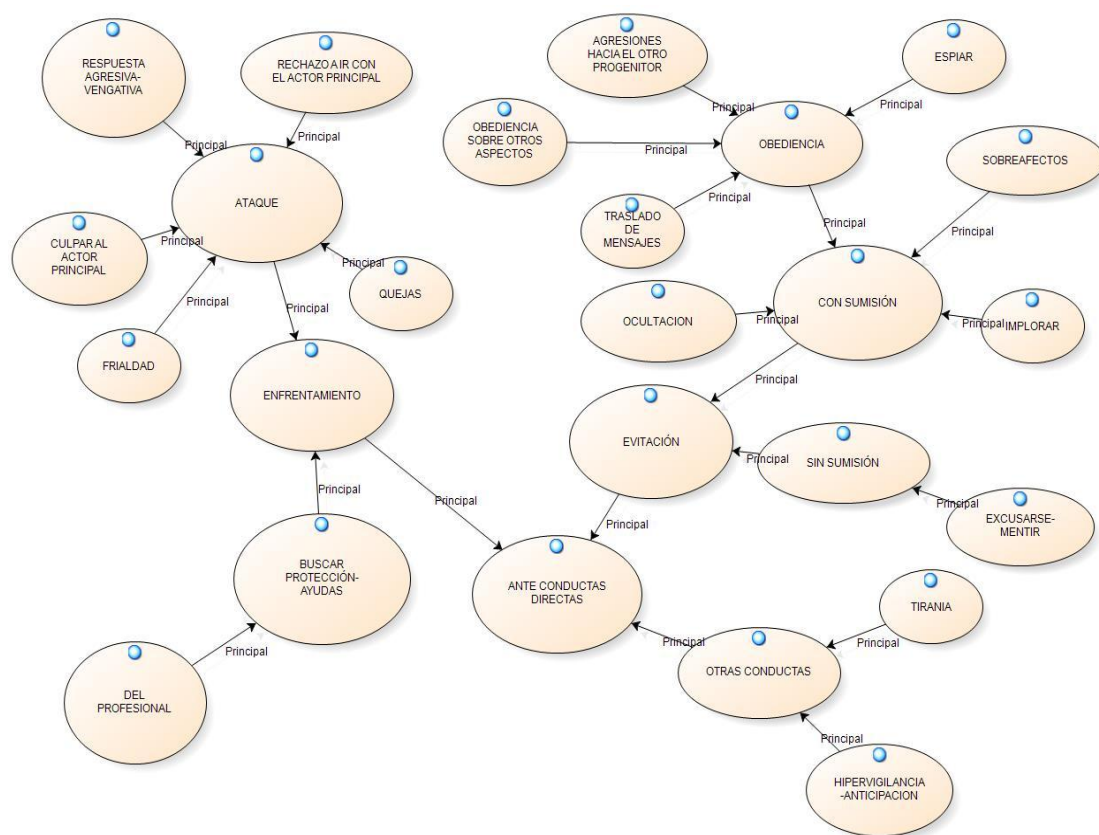 RESPUESTA
AGRESIVA-
VENGATIVA
RECHAZO A IR CON
EL ACTOR PRINCIPAL
AGRESIONES
HACIA EL OTRO
PROGENITOR
ESPIAR
Principal
Principal
Principal
Principal
OBEDIENCIA
SOBRE OTROS
ASPECTOS
Principal
OBEDIENCIA
SOBREAFECTOS
ATAQUE
Principal
TRASLADO
DE
MENSAJES
Principal
CULPAR AL
ACTOR
PRINCIPAL
Principal
Principal
QUEJAS
Principal
Principal
Principal
CON SUMISIÓN
OCULTACION
Principal
Principal
IMPLORAR
FRIALDAD
Principal
ENFRENTAMIENTO
Principal
EVITACIÓN
Principal
SIN SUMISIÓN
Principal
Principal
EXCUSARSE-
MENTIR
Principal
Principal
BUSCAR
PROTECCIÓN-
AYUDAS
ANTE CONDUCTAS
DIRECTAS
TIRANIA
Principal
Principal
Principal
OTRAS CONDUCTAS
DEL
PROFESIONAL
Principal
HIPERVIGILANCIA
-ANTICIPACION